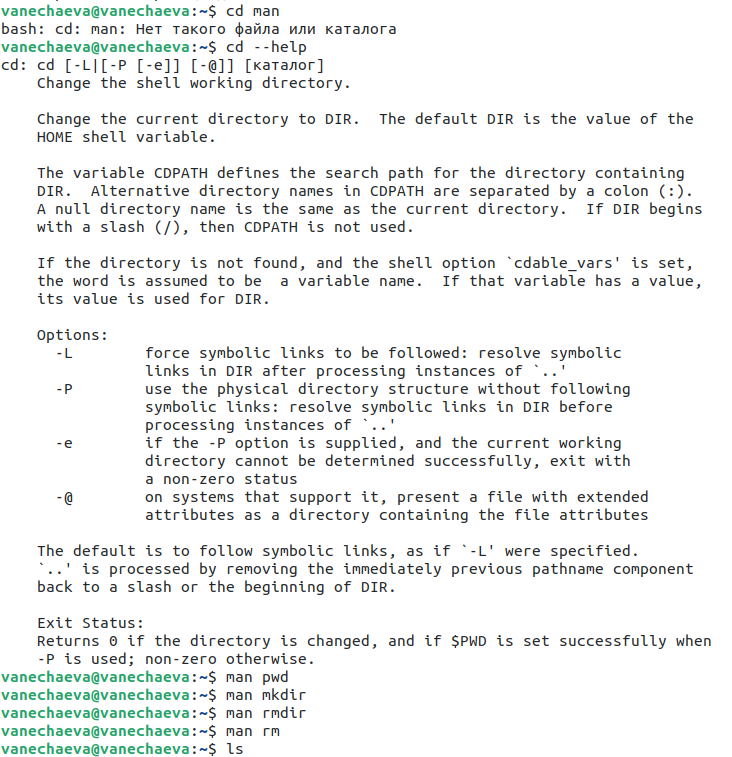 vanechaeva@vanechaeva:~$ cd man
bash: cd: man: Нет такого файла или каталога
vanechaeva@vanechaeva:~$ cd --help
cd: cd [-L|[-P [-e]] [-@]] [каталог]
    Change the shell working directory.

    Change the current directory to DIR.  The default DIR is the value of the
    HOME shell variable.

    The variable CDPATH defines the search path for the directory containing
    DIR.  Alternative directory names in CDPATH are separated by a colon (:).
    A null directory name is the same as the current directory.  If DIR begins
    with a slash (/), then CDPATH is not used.

    If the directory is not found, and the shell option `cdable_vars' is set,
    the word is assumed to be  a variable name.  If that variable has a value,
    its value is used for DIR.

    Options:
      -L        force symbolic links to be followed: resolve symbolic
                links in DIR after processing instances of `..'
      -P        use the physical directory structure without following
                symbolic links: resolve symbolic links in DIR before
                processing instances of `..'
      -e        if the -P option is supplied, and the current working
                directory cannot be determined successfully, exit with
                a non-zero status
      -@        on systems that support it, present a file with extended
                attributes as a directory containing the file attributes

    The default is to follow symbolic links, as if `-L' were specified.
    `..' is processed by removing the immediately previous pathname component
    back to a slash or the beginning of DIR.

    Exit Status:
    Returns 0 if the directory is changed, and if $PWD is set successfully when
    -P is used; non-zero otherwise.
vanechaeva@vanechaeva:~$ man pwd
vanechaeva@vanechaeva:~$ man mkdir
vanechaeva@vanechaeva:~$ man rmdir
vanechaeva@vanechaeva:~$ man rm
vanechaeva@vanechaeva:~$ ls